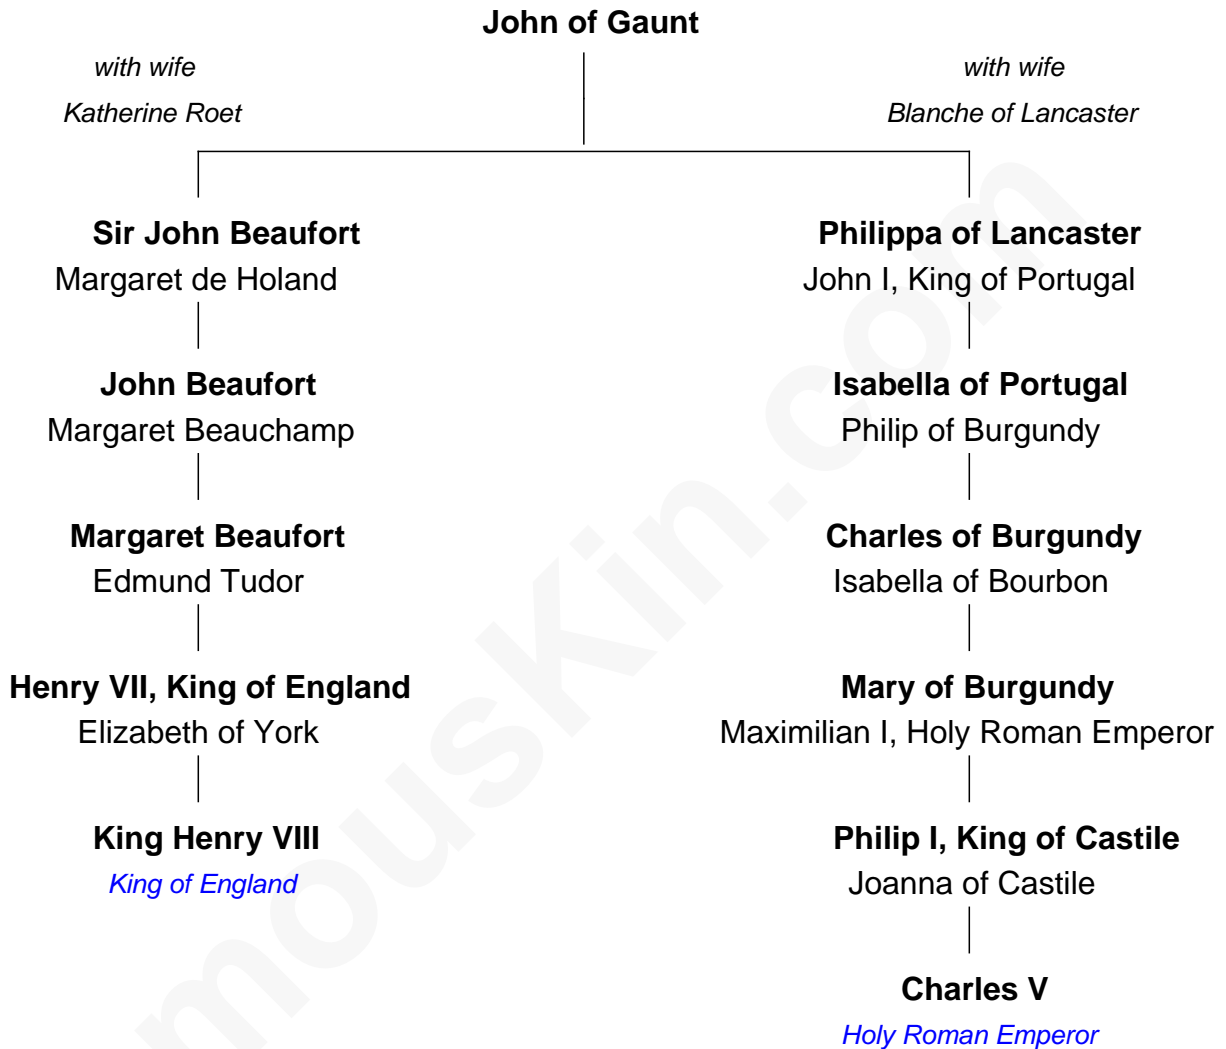 John of Gaunt
with wife
Katherine Roet
with wife
Blanche of Lancaster
Sir John Beaufort
Margaret de Holand
Philippa of Lancaster
John I, King of Portugal
John Beaufort
Margaret Beauchamp
Isabella of Portugal
Philip of Burgundy
Margaret Beaufort
Edmund Tudor
Charles of Burgundy
Isabella of Bourbon
Henry VII, King of England
Elizabeth of York
Mary of Burgundy
Maximilian I, Holy Roman Emperor
King Henry VIII
King of England
Philip I, King of Castile
Joanna of Castile
Charles V
Holy Roman Emperor
mousKin.com